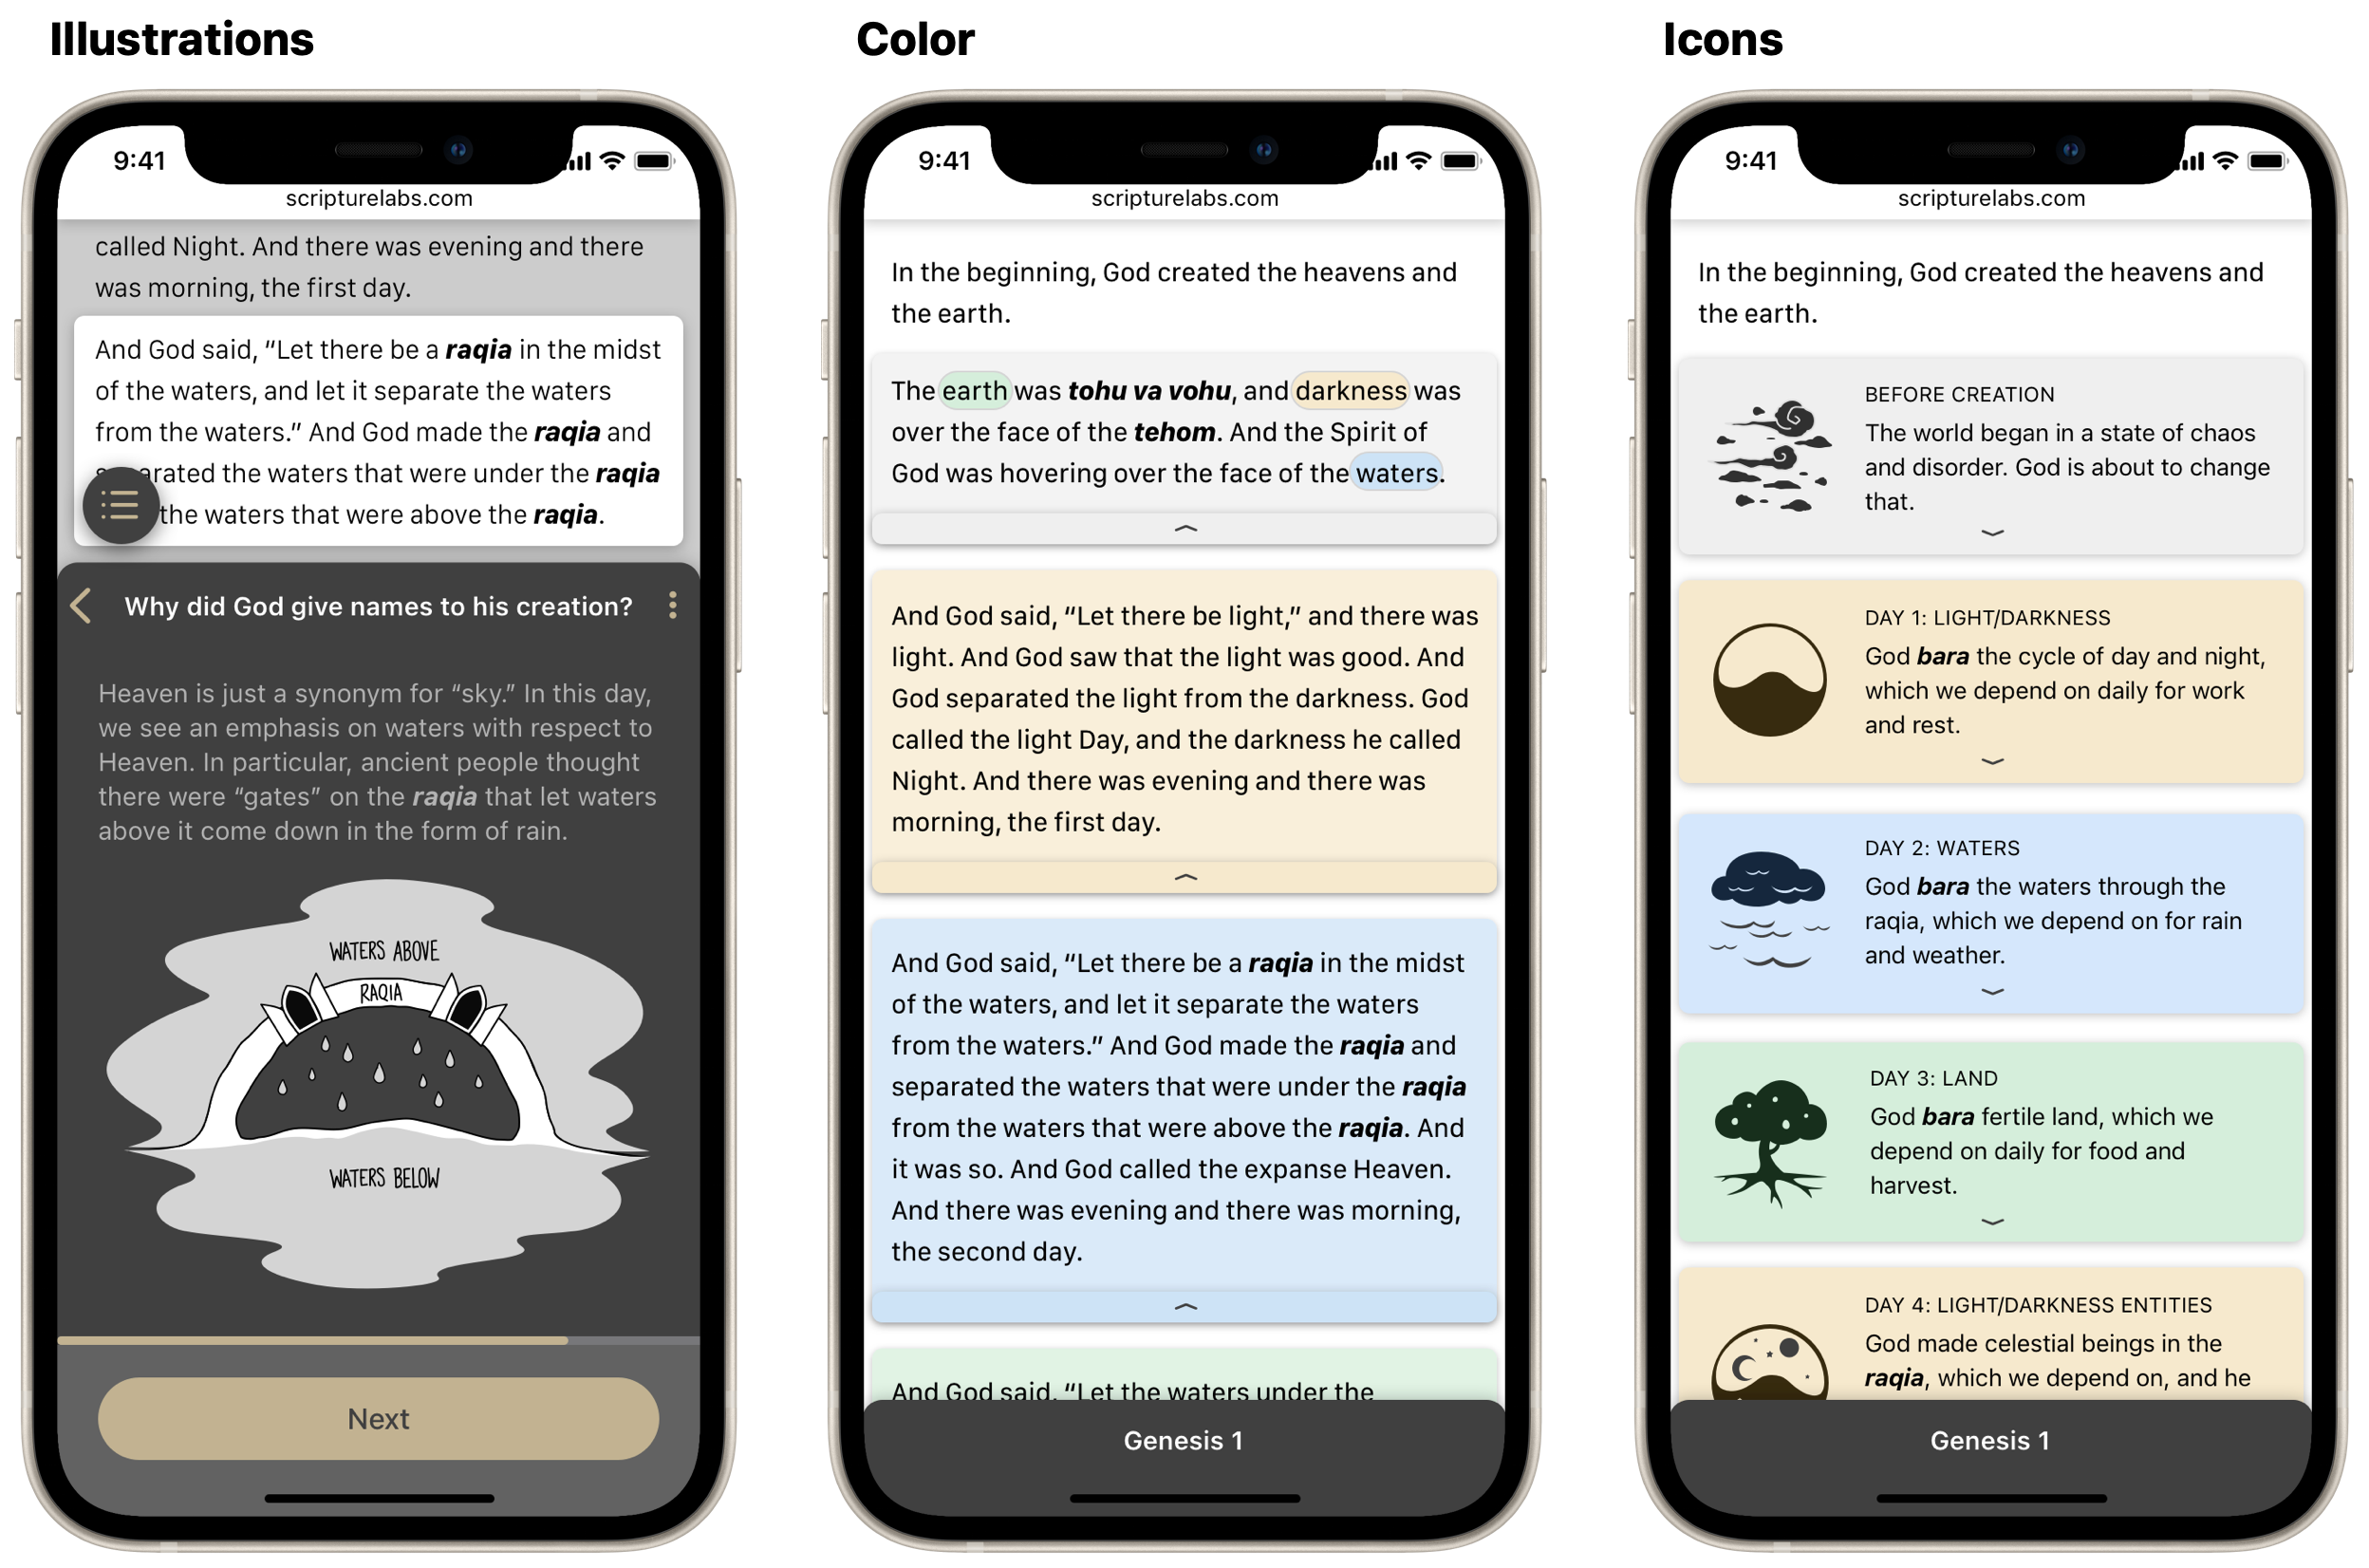 Illustrations
9:41
scripturelabs.com
called Night. And there was evening and there
was morning, the first day.
And God said, “Let there be a raqia in the midst
of the waters, and let it separate the waters
from the waters.” And God made the raqia and
arated the waters that were under the raqia
the waters that were above the raqia.
Why did God give names to his creation?
Heaven is just a synonym for “sky.” In this day,
we see an emphasis on waters with respect to
Heaven. In particular, ancient people thought
there were “gates” on the raqia that let waters
above it come down in the form of rain.
WATERS ABOVE
RAQIA
WATERS BELOW
Next
Color
9:41
scripturelabs.com
In the beginning, God created the heavens and
the earth.
The earth was tohu va vohu, and darkness was
over the face of the tehom. And the Spirit of
God was hovering over the face of the waters.
And God said, “Let there be light,” and there was
light. And God saw that the light was good. And
God separated the light from the darkness. God
called the light Day, and the darkness he called
Night. And there was evening and there was
morning, the first day.
And God said, “Let there be a raqia in the midst
of the waters, and let it separate the waters
from the waters.” And God made the raqia and
separated the waters that were under the raqia
from the waters that were above the raqia. And
it was so. And God called the expanse Heaven.
And there was evening and there was morning,
the second day.
And God said, “Let the waters under the
Genesis 1
Icons
9:41
scripturelabs.com
In the beginning, God created the heavens and
the earth.
BEFORE CREATION
The world began in a state of chaos
and disorder. God is about to change
that.
DAY 1: LIGHT/DARKNESS
God bara the cycle of day and night,
which we depend on daily for work
and rest.
DAY 2: WATERS
God bara the waters through the
raqia, which we depend on for rain
and weather.
DAY 3: LAND
God bara fertile land, which we
depend on daily for food and
harvest.
DAY 4: LIGHT/DARKNESS ENTITIES
God made celestial beings in the
raqia, which we depend on, and he
Genesis 1